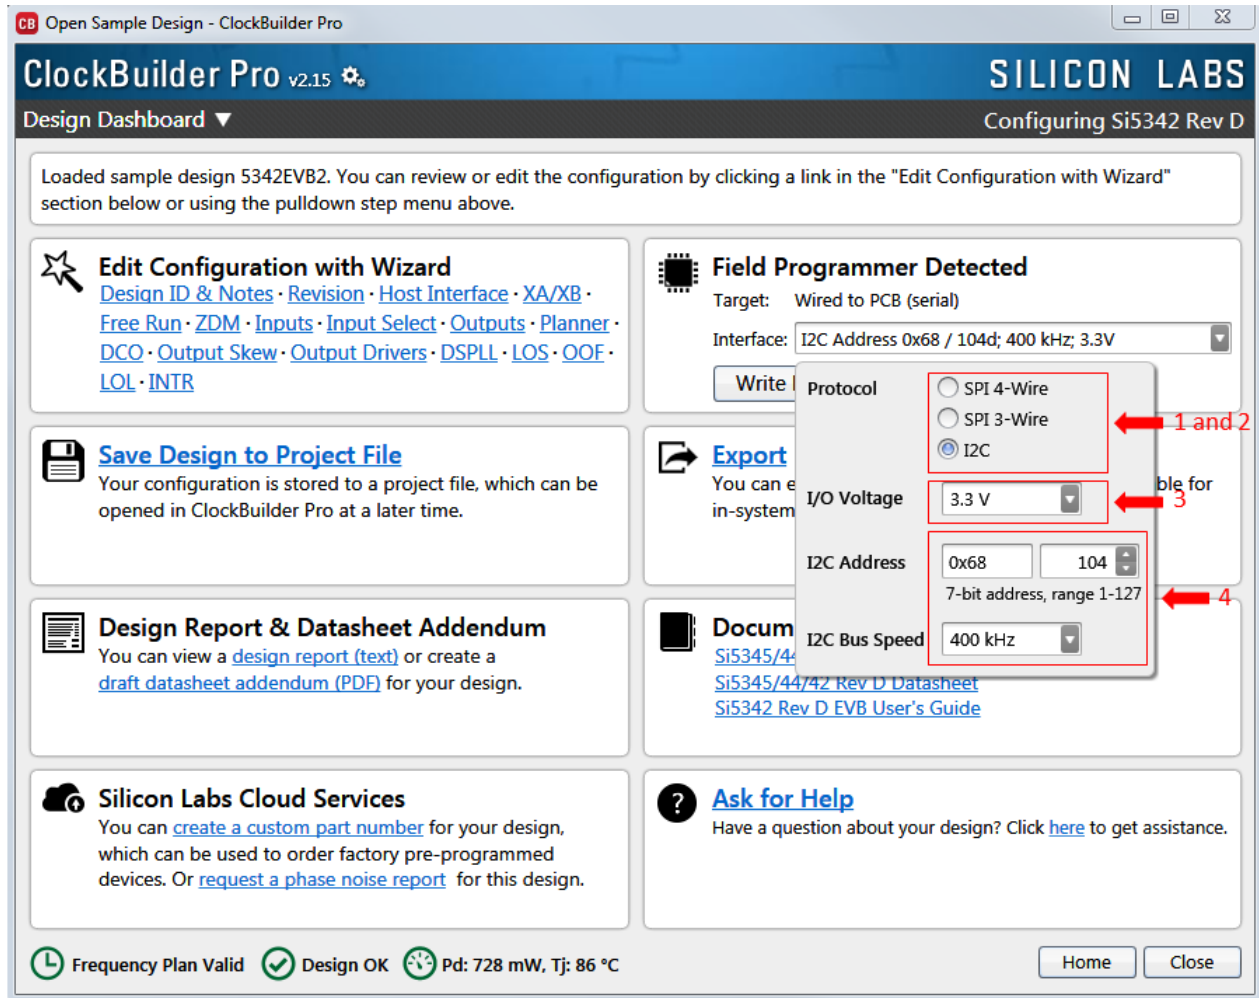 CB Open Sample Design - ClockBuilder Pro
ClockBuilder Pro v2.15
SILICON LABS
Design Dashboard ▼
Configuring Si5342 Rev D
Loaded sample design 5342EVB2. You can review or edit the configuration by clicking a link in the "Edit Configuration with Wizard"
section below or using the pulldown step menu above.
Edit Configuration with Wizard
Design ID & Notes · Revision · Host Interface · XA/XB ·
Free Run · ZDM · Inputs · Input Select · Outputs · Planner ·
DCO · Output Skew · Output Drivers · DSPLL · LOS · OOF ·
LOL · INTR
Field Programmer Detected
Target: Wired to PCB (serial)
Interface: I2C Address 0x68 / 104d; 400 kHz; 3.3V
Write
Protocol
SPI 4-Wire
SPI 3-Wire
I2C
1 and 2
I/O Voltage
3.3 V
3
I2C Address
0x68
104
7-bit address, range 1-127
4
I2C Bus Speed
400 kHz
Save Design to Project File
Your configuration is stored to a project file, which can be
opened in ClockBuilder Pro at a later time.
Export
You can e
ble for
in-system
Design Report & Datasheet Addendum
You can view a design report (text) or create a
draft datasheet addendum (PDF) for your design.
Docum
Si5345/44
Si5345/44/42 Rev D Datasheet
Si5342 Rev D EVB User's Guide
Silicon Labs Cloud Services
You can create a custom part number for your design,
which can be used to order factory pre-programmed
devices. Or request a phase noise report for this design.
? Ask for Help
Have a question about your design? Click here to get assistance.
Frequency Plan Valid
Design OK
Pd: 728 mW, Tj: 86 °C
Home
Close